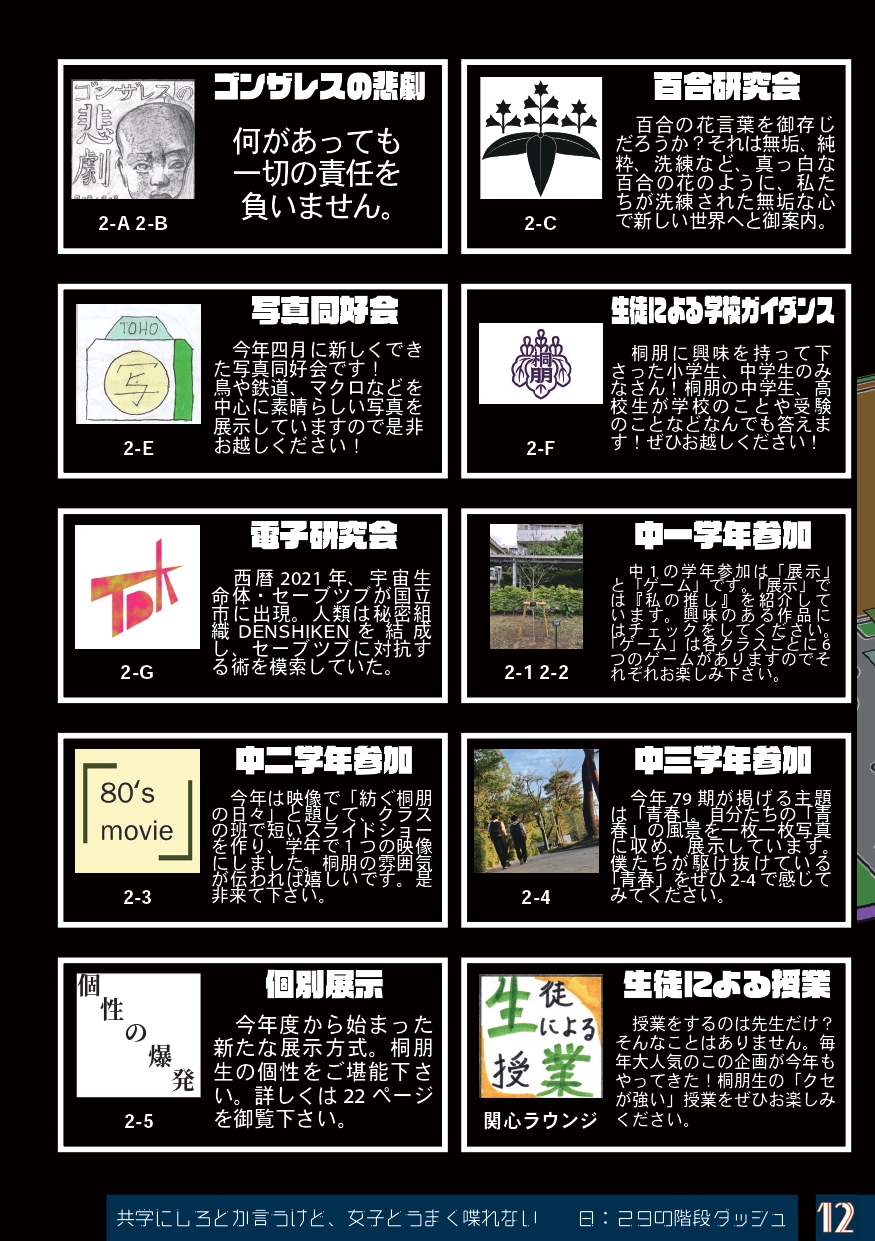 ゴンザレスの悲劇
ゴンザレスの
悲
劇
何があっても
一切の責任を
負いません。
2-A 2-B
百合研究会
百合の花言葉を御存じ
だろうか？それは無垢、純
粋、洗練など、真っ白な
百合の花のように、私た
ちが洗練された無垢な心
で新しい世界へと御案内。
2-C
写真同好会
TOHO
写
今年四月に新しくでき
た写真同好会です！
鳥や鉄道、マクロなどを
中心に素晴らしい写真を
展示していますので是非
お越しください！
2-E
生徒による学校ガイダンス
桐
朋
桐朋に興味を持って下
さった小学生、中学生のみ
なさん！桐朋の中学生、高
校生が学校のことや受験
のことなどなんでも答えま
す！ぜひお越しください！
2-F
電子研究会
TDK
西暦 2021 年、宇宙生
命体・セーブツブが国立
市に出現。人類は秘密組
織 DENSHIKEN を結成
し、セーブツブに対抗す
る術を模索していた。
2-G
中一学年参加
中１の学年参加は「展示」
と「ゲーム」です。「展示」で
は『私の推し』を紹介して
います。興味のある作品に
はチェックをしてください。
「ゲーム」は各クラスごとに 6
つのゲームがありますのでそ
れぞれお楽しみ下さい。
2-1 2-2
中二学年参加
80's
movie
今年は映像で「紡ぐ桐朋
の日々」と題して、クラス
の班で短いスライドショー
を作り、学年で１つの映像
にしました。桐朋の雰囲気
が伝われば嬉しいです。是
非来て下さい。
2-3
中三学年参加
今年 79 期が掲げる主題
は「青春」。自分たちの「青
春」の風景を一枚一枚写真
に収め、展示しています。
僕たちが駆け抜けている
「青春」をぜひ 2-4 で感じて
みてください。
2-4
個別展示
個
性
の
爆
発
今年度から始まった
新たな展示方式。桐朋
生の個性をご堪能下さ
い。詳しくは 22 ページ
を御覧下さい。
2-5
生徒による授業
生徒
による
授業
授業をするのは先生だけ？
そんなことはありません。毎
年大人気のこの企画が今年も
やってきた！桐朋生の「クセ
が強い」授業をぜひお楽しみ
ください。
関心ラウンジ
共学にしろとか言うけど、女子とうまく喋れない　日：29の階段ダッシュ
12